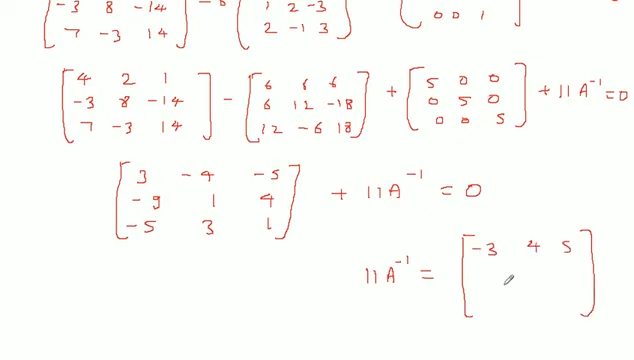 -3 8 -14 1 2 -3
7 -3 14 2 -1 3 0 0 1
4 2 1 6 6 6 5 0 0
-3 8 -14 - 6 12 -18 + 0 5 0 + 11 A⁻¹ = 0
7 -3 14 12 -6 18 0 0 5
3 -4 -5
-9 1 4 + 11 A⁻¹ = 0
-5 3 1
11 A⁻¹ = -3 4 5